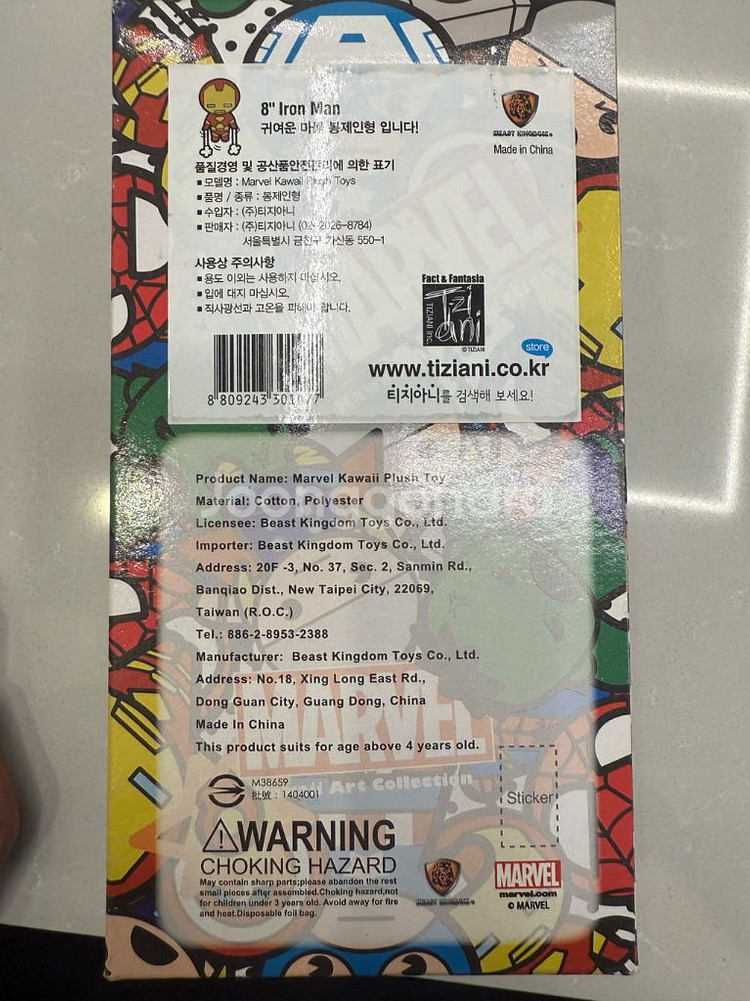 8" Iron Man
귀여운 마블 봉제인형 입니다!
BEAST KINGDOM
Made in China
품질경영 및 공산품안전관리에 의한 표기
▪ 모델명 : Marvel Kawaii Plush Toys
▪ 품명 / 종류 : 봉제인형
▪ 수입자 : (주)티지아니
▪ 판매자 : (주)티지아니 (02-2026-8784)
서울특별시 금천구 가산동 550-1
사용상 주의사항
▪ 용도 이외는 사용하지 마십시오.
▪ 입에 대지 마십시오.
▪ 직사광선과 고온을 피해야 합니다.
Fact & Fantasia
Tiziani
TIZIANI Inc.
© TIZIANI
store
www.tiziani.co.kr
티지아니를 검색해 보세요!
8 809243
Product Name: Marvel Kawaii Plush Toy
Material: Cotton, Polyester
Licensee: Beast Kingdom Toys Co., Ltd.
Importer: Beast Kingdom Toys Co., Ltd.
Address: 20F -3, No. 37, Sec. 2, Sanmin Rd.,
Banqiao Dist., New Taipei City, 22069,
Taiwan (R.O.C.)
Tel.: 886-2-8953-2388
Manufacturer: Beast Kingdom Toys Co., Ltd.
Address: No.18, Xing Long East Rd.,
Dong Guan City, Guang Dong, China
Made In China
This product suits for age above 4 years old.
MARVEL
Art Collection
M38659
批號 : 1404001
Sticker
WARNING
CHOKING HAZARD
May contain sharp parts;please abandon the rest
small pieces after assembled.Choking hazard,not
for children under 3 years old. Avoid away for fire
and heat.Disposable foil bag.
BEAST KINGDOM
MARVEL
marvel.com
© MARVEL